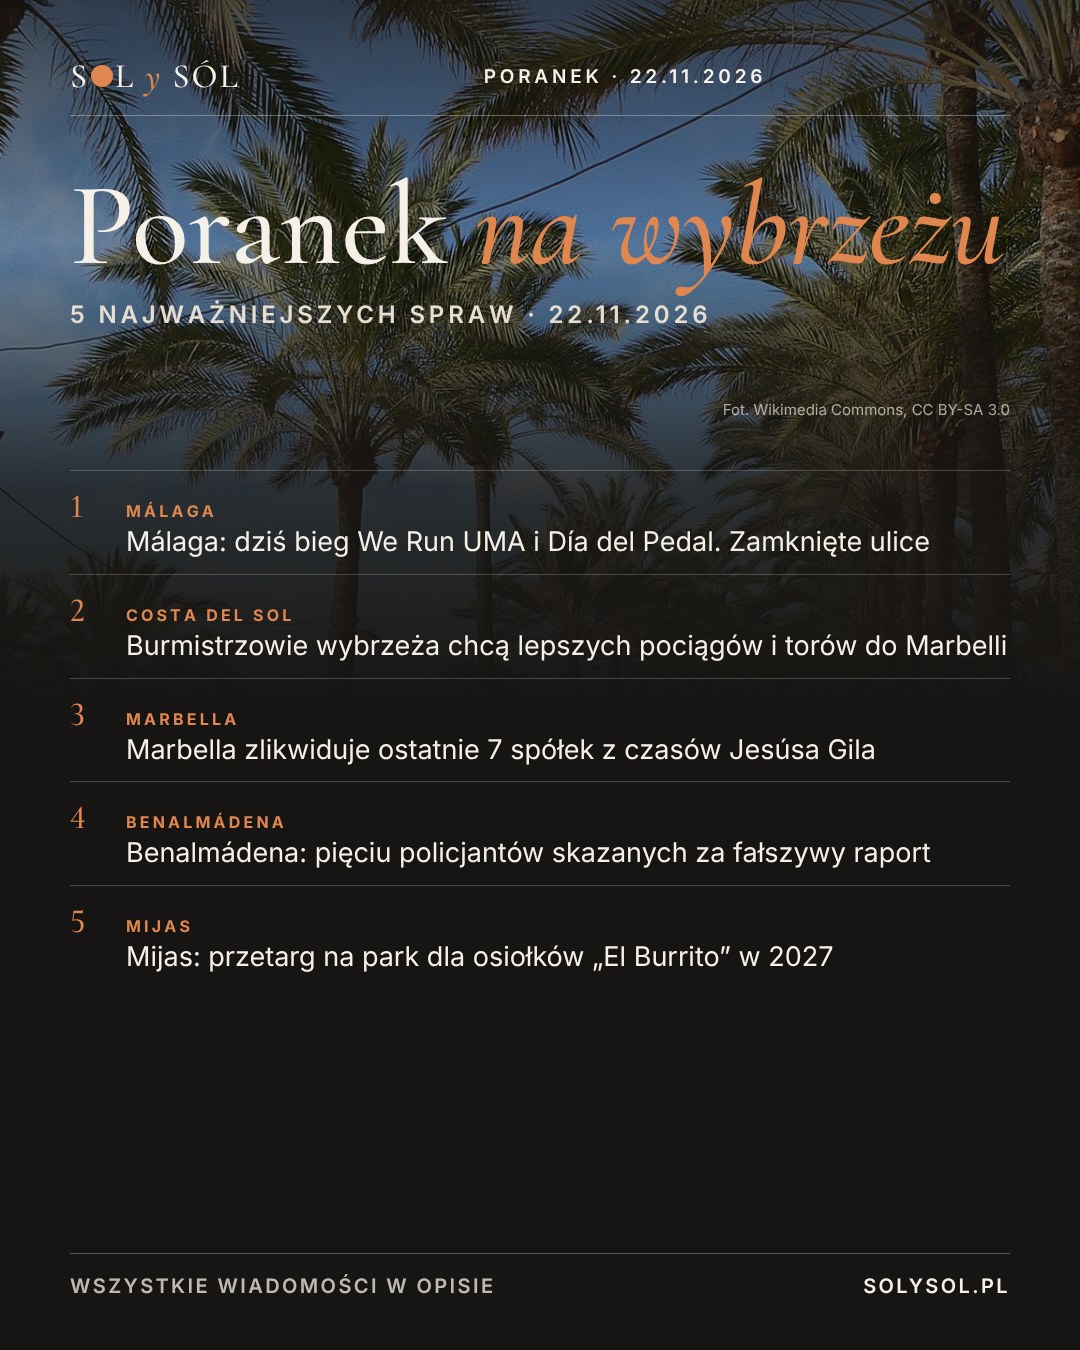 SOL y SÓL
PORANEK · 22.11.2026
Poranek na wybrzeżu
5 NAJWAŻNIEJSZYCH SPRAW · 22.11.2026
Fot. Wikimedia Commons, CC BY-SA 3.0
1 MÁLAGA
Málaga: dziś bieg We Run UMA i Día del Pedal. Zamknięte ulice
2 COSTA DEL SOL
Burmistrzowie wybrzeża chcą lepszych pociągów i torów do Marbelli
3 MARBELLA
Marbella zlikwiduje ostatnie 7 spółek z czasów Jesúsa Gila
4 BENALMÁDENA
Benalmádena: pięciu policjantów skazanych za fałszywy raport
5 MIJAS
Mijas: przetarg na park dla osiołków „El Burrito” w 2027
WSZYSTKIE WIADOMOŚCI W OPISIE
SOLYSOL.PL